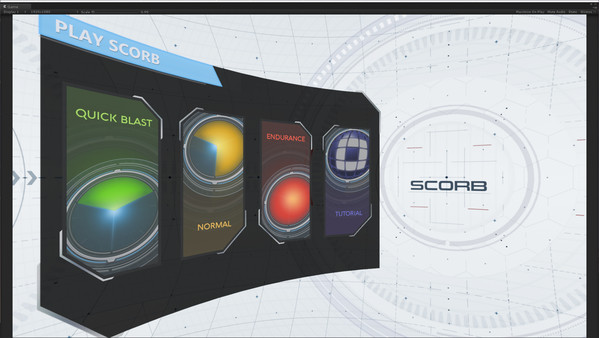 PLAY SCORB
QUICK BLAST
NORMAL
ENDURANCE
TUTORIAL
SCORB